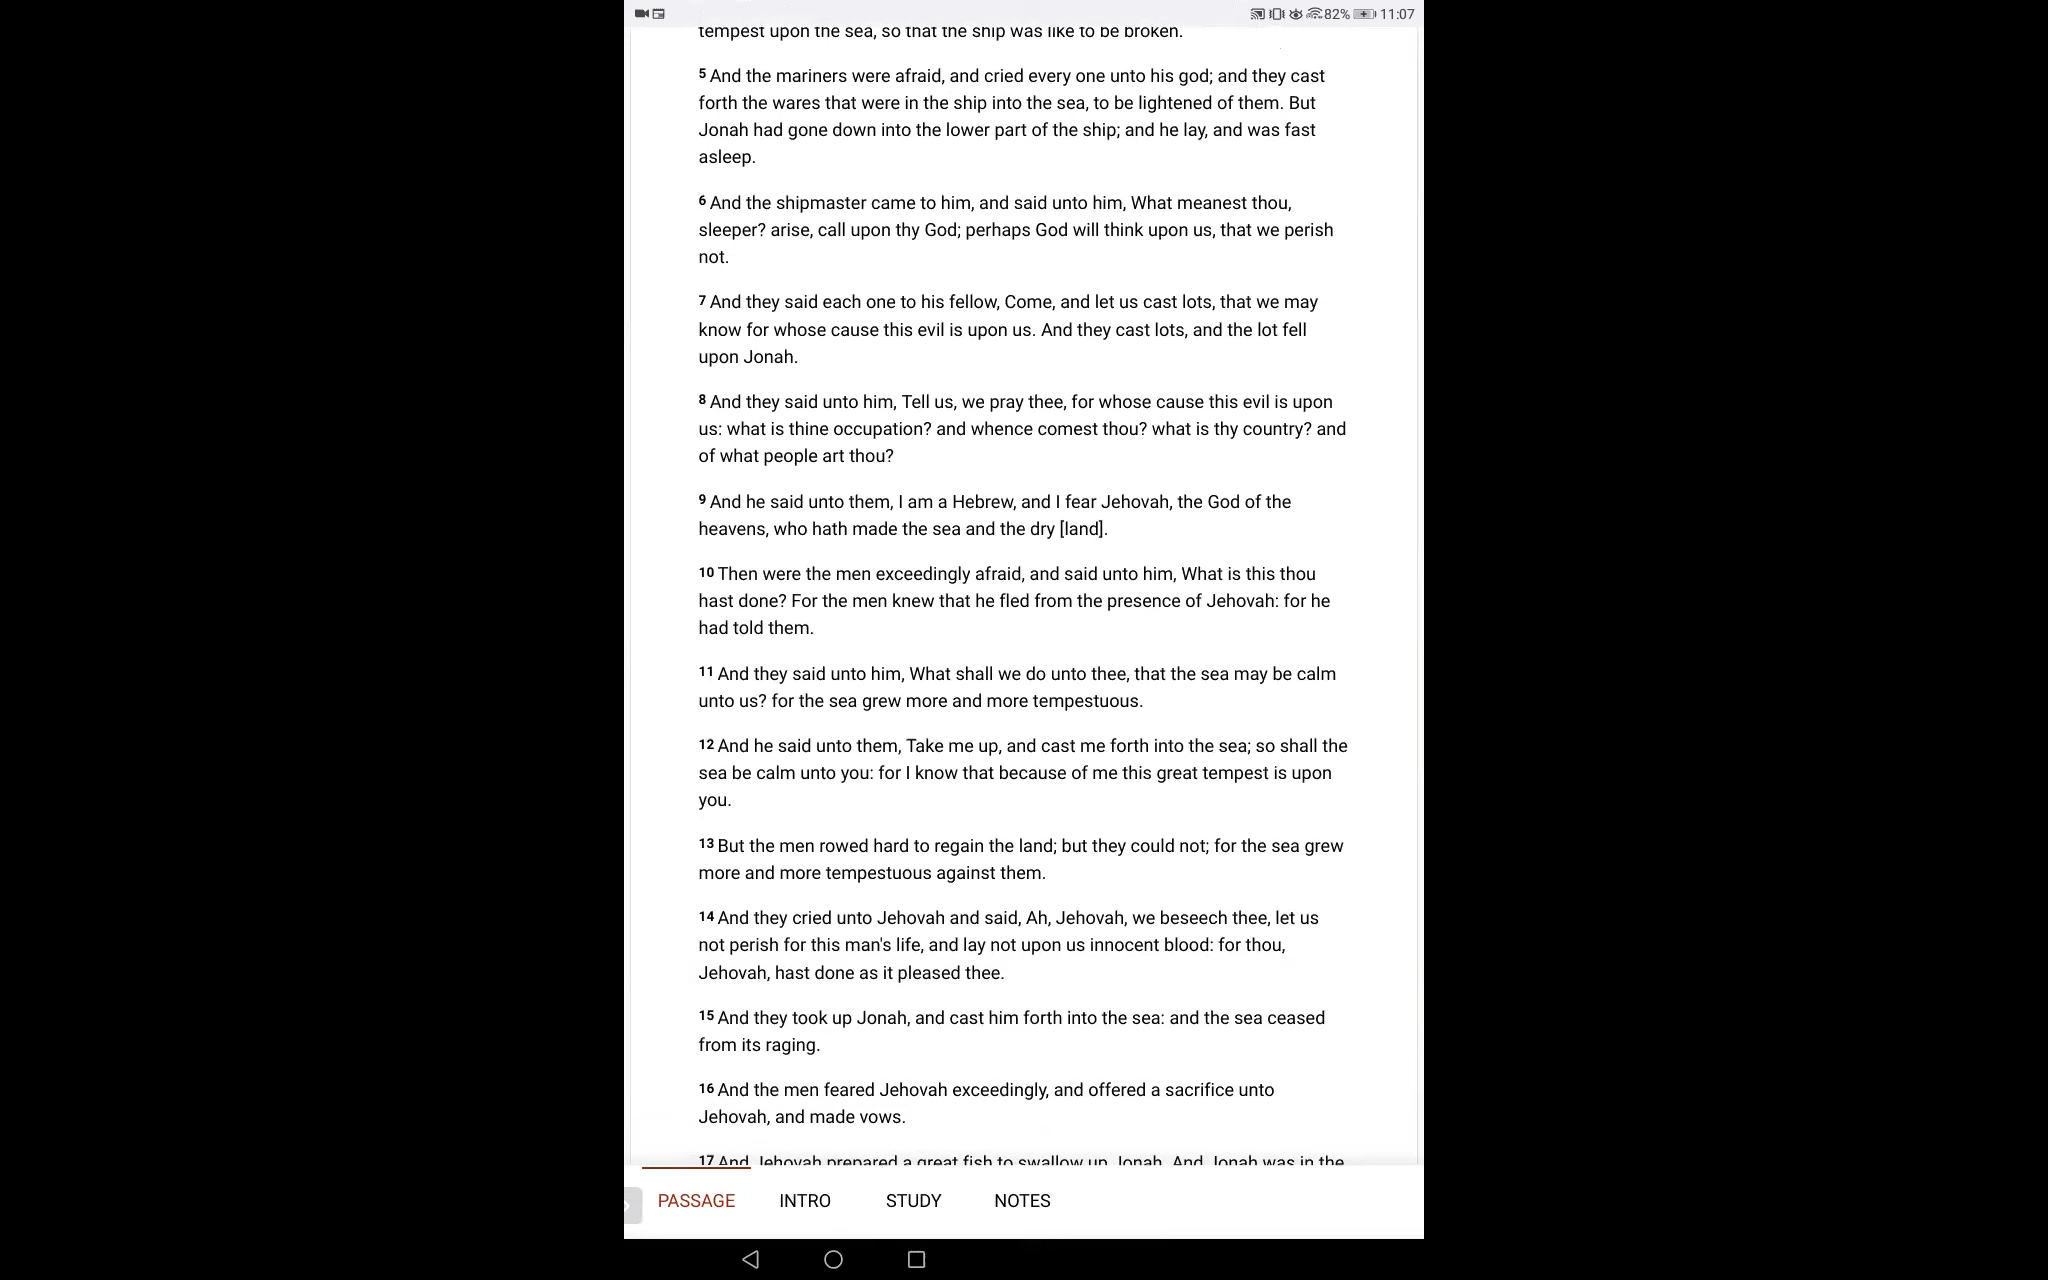 82% 11:07
tempest upon the sea, so that the ship was like to be broken.
5 And the mariners were afraid, and cried every one unto his god; and they cast
forth the wares that were in the ship into the sea, to be lightened of them. But
Jonah had gone down into the lower part of the ship; and he lay, and was fast
asleep.
6 And the shipmaster came to him, and said unto him, What meanest thou,
sleeper? arise, call upon thy God; perhaps God will think upon us, that we perish
not.
7 And they said each one to his fellow, Come, and let us cast lots, that we may
know for whose cause this evil is upon us. And they cast lots, and the lot fell
upon Jonah.
8 And they said unto him, Tell us, we pray thee, for whose cause this evil is upon
us: what is thine occupation? and whence comest thou? what is thy country? and
of what people art thou?
9 And he said unto them, I am a Hebrew, and I fear Jehovah, the God of the
heavens, who hath made the sea and the dry [land].
10 Then were the men exceedingly afraid, and said unto him, What is this thou
hast done? For the men knew that he fled from the presence of Jehovah: for he
had told them.
11 And they said unto him, What shall we do unto thee, that the sea may be calm
unto us? for the sea grew more and more tempestuous.
12 And he said unto them, Take me up, and cast me forth into the sea; so shall the
sea be calm unto you: for I know that because of me this great tempest is upon
you.
13 But the men rowed hard to regain the land; but they could not; for the sea grew
more and more tempestuous against them.
14 And they cried unto Jehovah and said, Ah, Jehovah, we beseech thee, let us
not perish for this man's life, and lay not upon us innocent blood: for thou,
Jehovah, hast done as it pleased thee.
15 And they took up Jonah, and cast him forth into the sea: and the sea ceased
from its raging.
16 And the men feared Jehovah exceedingly, and offered a sacrifice unto
Jehovah, and made vows.
17 And Jehovah prepared a great fish to swallow up Jonah. And Jonah was in the
PASSAGE INTRO STUDY NOTES